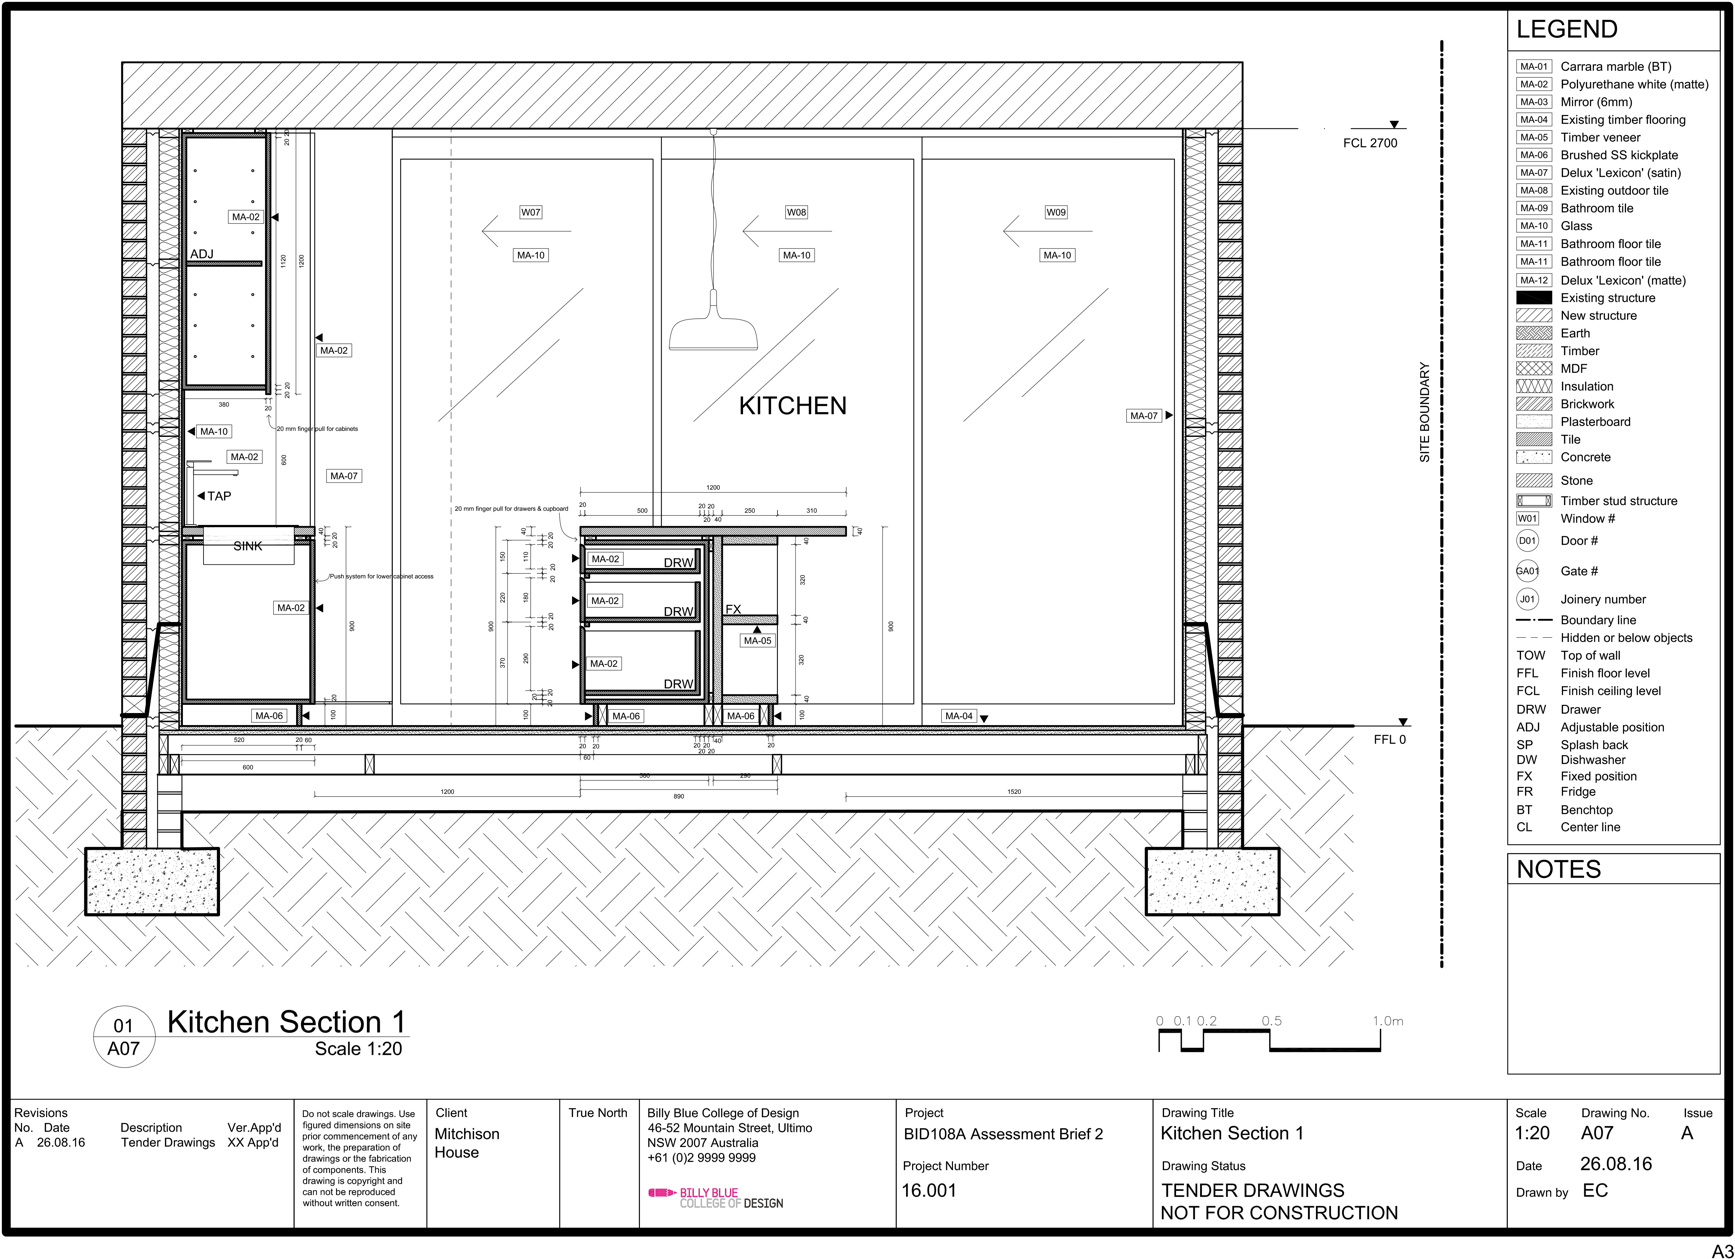 FCL 2700
20
20
MA-02
W07
W08
W09
MA-10
MA-10
MA-10
ADJ
1120
1200
MA-02
20
20
380
20
KITCHEN
MA-07
SITE BOUNDARY
20 mm finger pull for cabinets
MA-10
MA-02
600
MA-07
TAP
1200
20 mm finger pull for drawers & cupboard
20
500
20 20
20 40
250
310
40
20
20
40
20
20
40
40
SINK
150
110
MA-02
DRW
Push system for lower cabinet access
20
20
320
220
180
MA-02
DRW
FX
MA-02
900
900
20
20
40
900
MA-05
370
290
MA-02
320
DRW
20
20
20
20
40
MA-06
100
100
MA-06
MA-06
100
MA-04
FFL 0
520
20 60
20
20
20 20
20 20
40
20
60
600
380
290
1200
890
1520
01
A07
Kitchen Section 1
Scale 1:20
0 0.1 0.2 0.5 1.0m
LEGEND
MA-01 Carrara marble (BT)
MA-02 Polyurethane white (matte)
MA-03 Mirror (6mm)
MA-04 Existing timber flooring
MA-05 Timber veneer
MA-06 Brushed SS kickplate
MA-07 Delux 'Lexicon' (satin)
MA-08 Existing outdoor tile
MA-09 Bathroom tile
MA-10 Glass
MA-11 Bathroom floor tile
MA-11 Bathroom floor tile
MA-12 Delux 'Lexicon' (matte)
Existing structure
New structure
Earth
Timber
MDF
Insulation
Brickwork
Plasterboard
Tile
Concrete
Stone
Timber stud structure
W01 Window #
D01 Door #
GA01 Gate #
J01 Joinery number
Boundary line
Hidden or below objects
TOW Top of wall
FFL Finish floor level
FCL Finish ceiling level
DRW Drawer
ADJ Adjustable position
SP Splash back
DW Dishwasher
FX Fixed position
FR Fridge
BT Benchtop
CL Center line
NOTES
Revisions
No. Date Description Ver.App'd
A 26.08.16 Tender Drawings XX App'd
Do not scale drawings. Use
figured dimensions on site
prior commencement of any
work, the preparation of
drawings or the fabrication
of components. This
drawing is copyright and
can not be reproduced
without written consent.
Client
Mitchison
House
True North
Billy Blue College of Design
46-52 Mountain Street, Ultimo
NSW 2007 Australia
+61 (0)2 9999 9999
BILLY BLUE
COLLEGE OF DESIGN
Project
BID108A Assessment Brief 2
Project Number
16.001
Drawing Title
Kitchen Section 1
Drawing Status
TENDER DRAWINGS
NOT FOR CONSTRUCTION
Scale Drawing No. Issue
1:20 A07 A
Date 26.08.16
Drawn by EC
A3